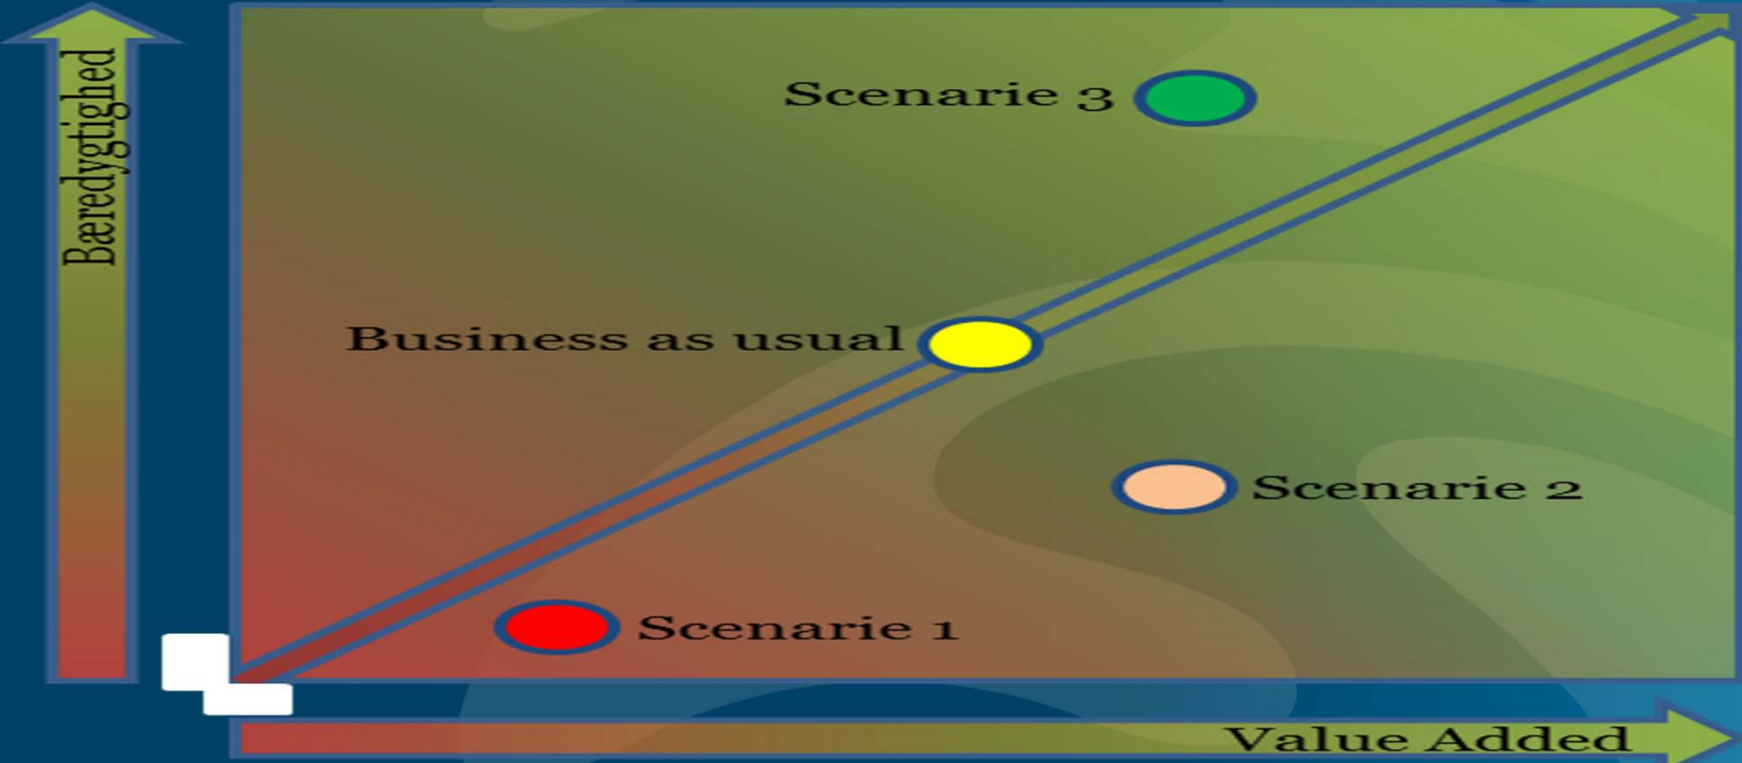 Bæredygtighed
Scenarie 3
Business as usual
Scenarie 2
Scenarie 1
Value Added